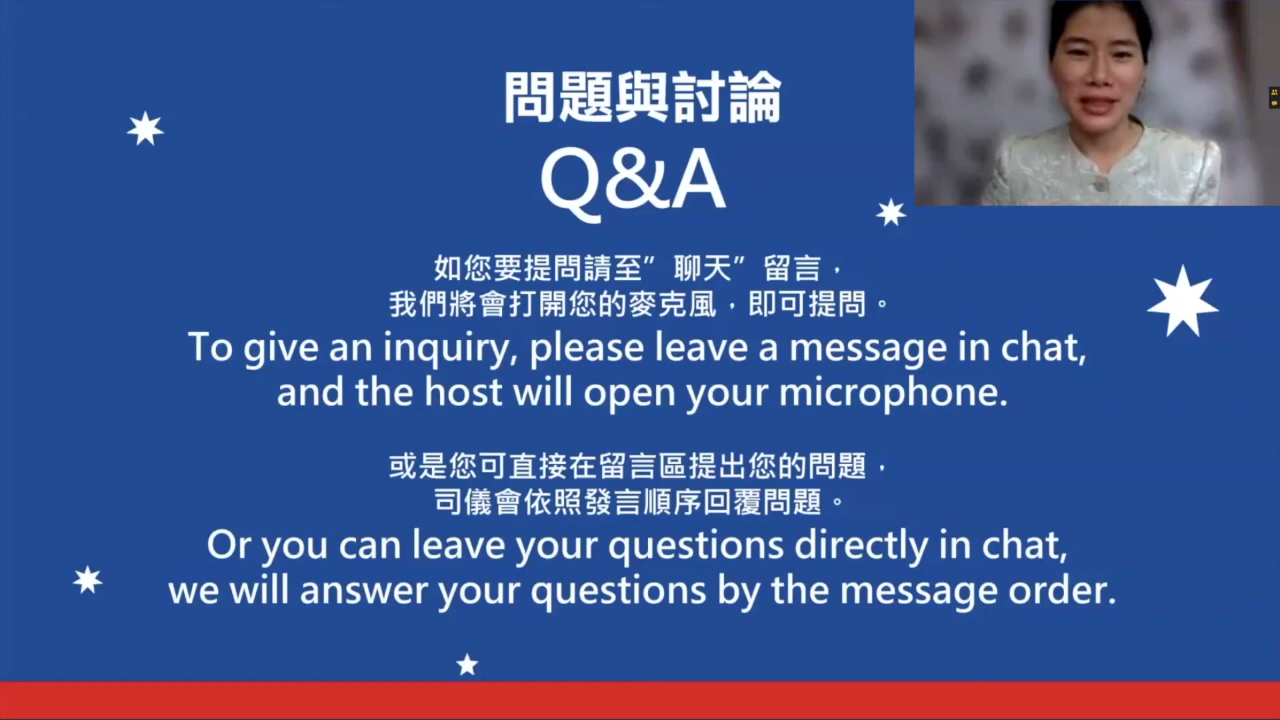 問題與討論
Q&A
如您要提問請至”聊天”留言，
我們將會打開您的麥克風，即可提問。
To give an inquiry, please leave a message in chat,
and the host will open your microphone.
或是您可直接在留言區提出您的問題，
司儀會依照發言順序回覆問題。
Or you can leave your questions directly in chat,
we will answer your questions by the message order.